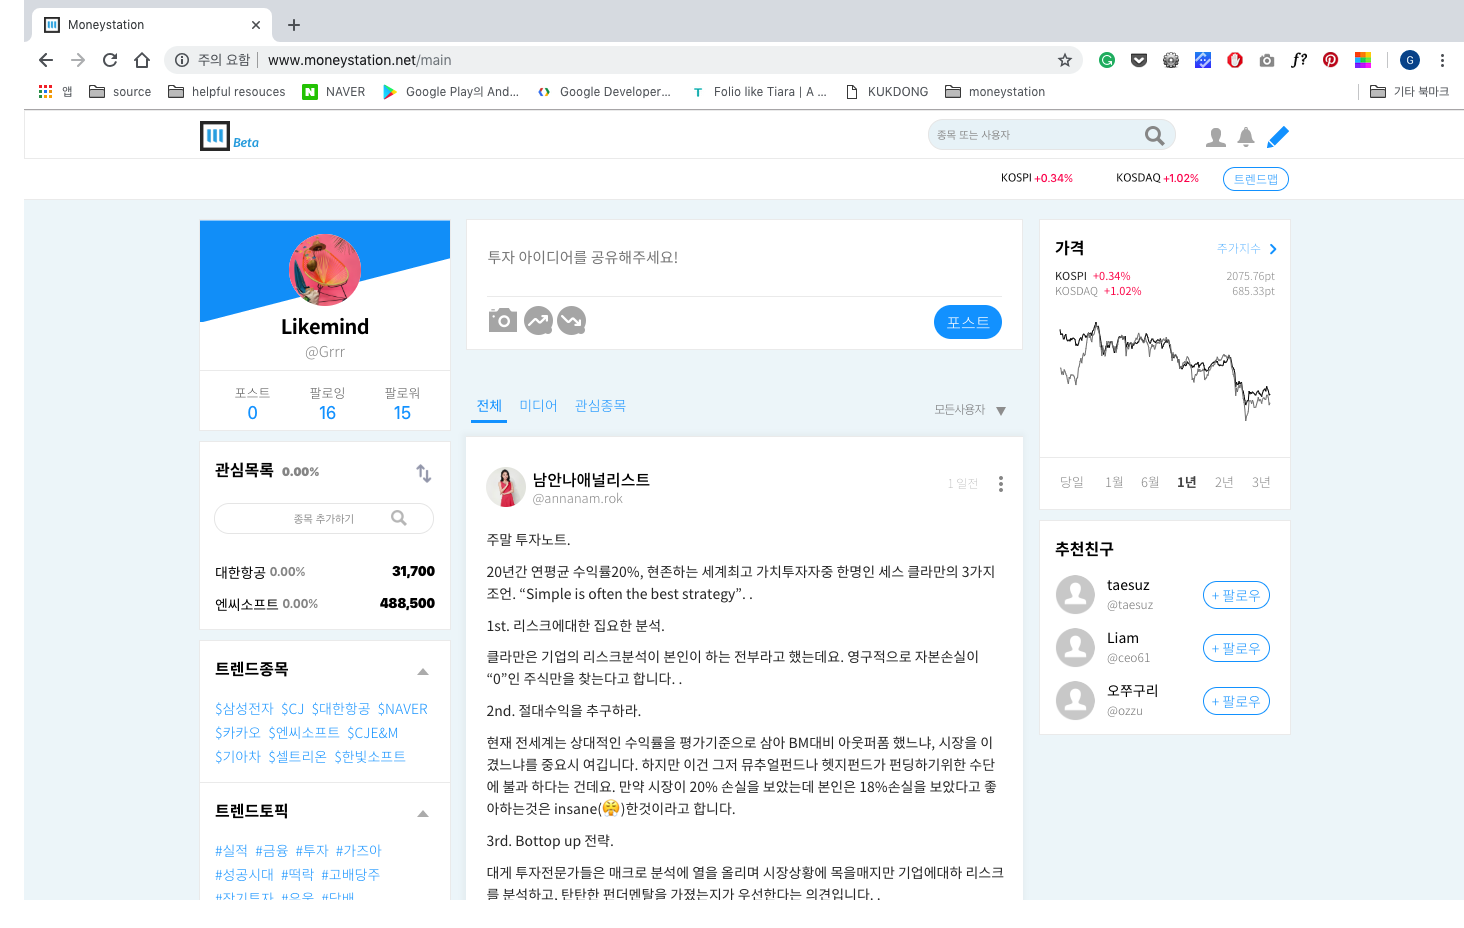 Moneystation
주의 요함 www.moneystation.net/main
G
앱 source helpful resouces NAVER Google Play의 And... Google Developer... Folio like Tiara | A ... KUKDONG moneystation 기타 북마크
Beta 종목 또는 사용자
KOSPI +0.34% KOSDAQ +1.02% 트렌드맵
Likemind
@Grrr
포스트 팔로잉 팔로워
0 16 15
관심목록 0.00%
종목 추가하기
대한항공 0.00% 31,700
엔씨소프트 0.00% 488,500
트렌드종목
$삼성전자 $CJ $대한항공 $NAVER
$카카오 $엔씨소프트 $CJE&M
$기아차 $셀트리온 $한빛소프트
트렌드토픽
#실적 #금융 #투자 #가즈아
#성공시대 #떡락 #고배당주
#장기투자 #우울 #담배
투자 아이디어를 공유해주세요!
포스트
전체 미디어 관심종목 모든사용자
남안나애널리스트 1 일전
@annanam.rok
주말 투자노트.
20년간 연평균 수익률20%, 현존하는 세계최고 가치투자자중 한명인 세스 클라만의 3가지
조언. “Simple is often the best strategy”. .
1st. 리스크에대한 집요한 분석.
클라만은 기업의 리스크분석이 본인이 하는 전부라고 했는데요. 영구적으로 자본손실이
“0”인 주식만을 찾는다고 합니다. .
2nd. 절대수익을 추구하라.
현재 전세계는 상대적인 수익률을 평가기준으로 삼아 BM대비 아웃퍼폼 했느냐, 시장을 이
겼느냐를 중요시 여깁니다. 하지만 이건 그저 뮤추얼펀드나 헷지펀드가 펀딩하기위한 수단
에 불과 하다는 건데요. 만약 시장이 20% 손실을 보았는데 본인은 18%손실을 보았다고 좋
아하는것은 insane(😤)한것이라고 합니다.
3rd. Bottop up 전략.
대게 투자전문가들은 매크로 분석에 열을 올리며 시장상황에 목을매지만 기업에대하 리스크
를 분석하고, 탄탄한 펀더멘탈을 가졌는지가 우선한다는 의견입니다. .
가격 주가지수
KOSPI +0.34% 2075.76pt
KOSDAQ +1.02% 685.33pt
당일 1월 6월 1년 2년 3년
추천친구
taesuz
@taesuz
+ 팔로우
Liam
@ceo61
+ 팔로우
오쭈구리
@ozzu
+ 팔로우